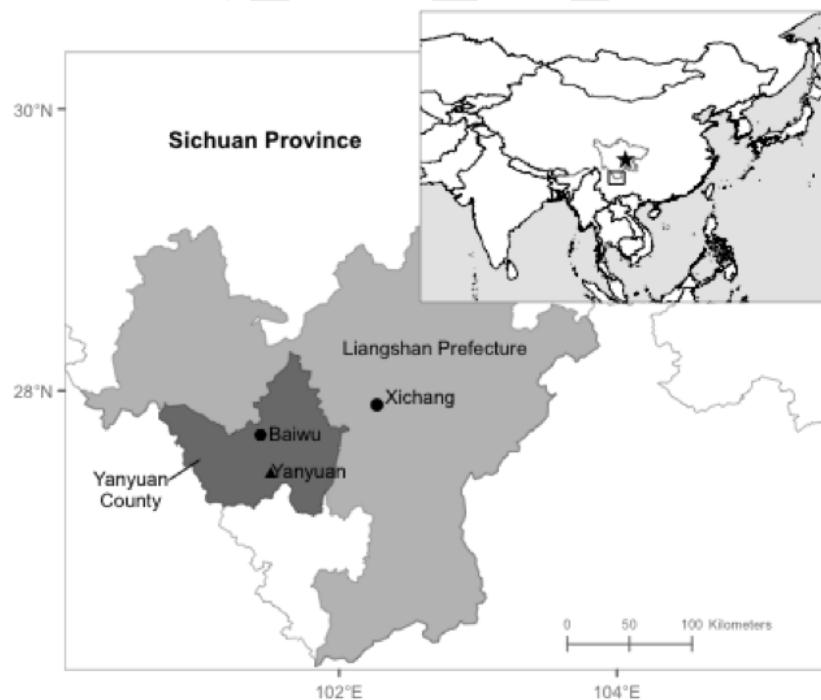 30°N
Sichuan Province
Liangshan Prefecture
28°N
Xichang
Baiwu
Yanyuan
Yanyuan
County
0 50 100 Kilometers
102°E 104°E